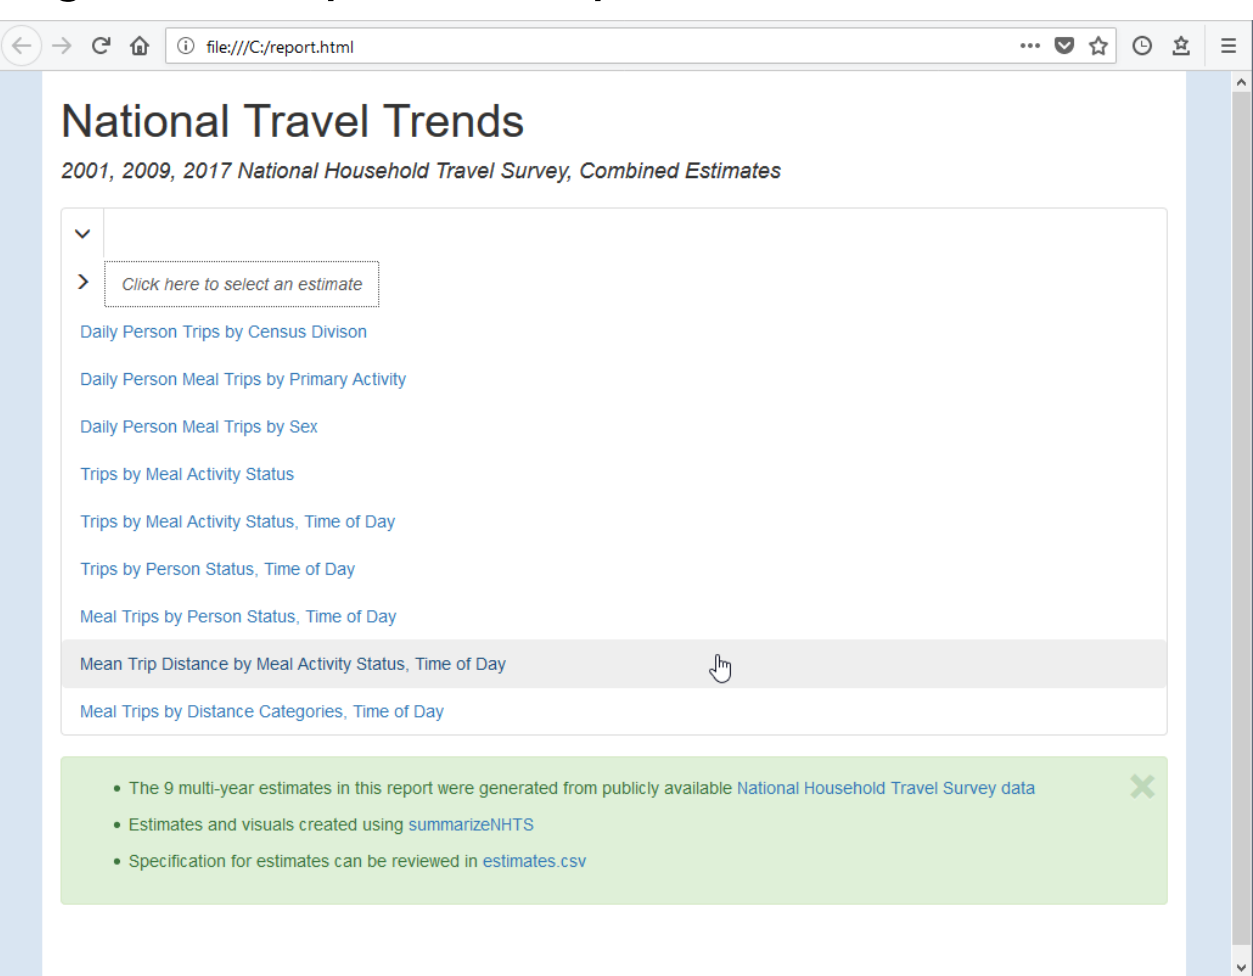 file:///C:/report.html
National Travel Trends
2001, 2009, 2017 National Household Travel Survey, Combined Estimates
Click here to select an estimate
Daily Person Trips by Census Divison
Daily Person Meal Trips by Primary Activity
Daily Person Meal Trips by Sex
Trips by Meal Activity Status
Trips by Meal Activity Status, Time of Day
Trips by Person Status, Time of Day
Meal Trips by Person Status, Time of Day
Mean Trip Distance by Meal Activity Status, Time of Day
Meal Trips by Distance Categories, Time of Day
• The 9 multi-year estimates in this report were generated from publicly available National Household Travel Survey data
• Estimates and visuals created using summarizeNHTS
• Specification for estimates can be reviewed in estimates.csv